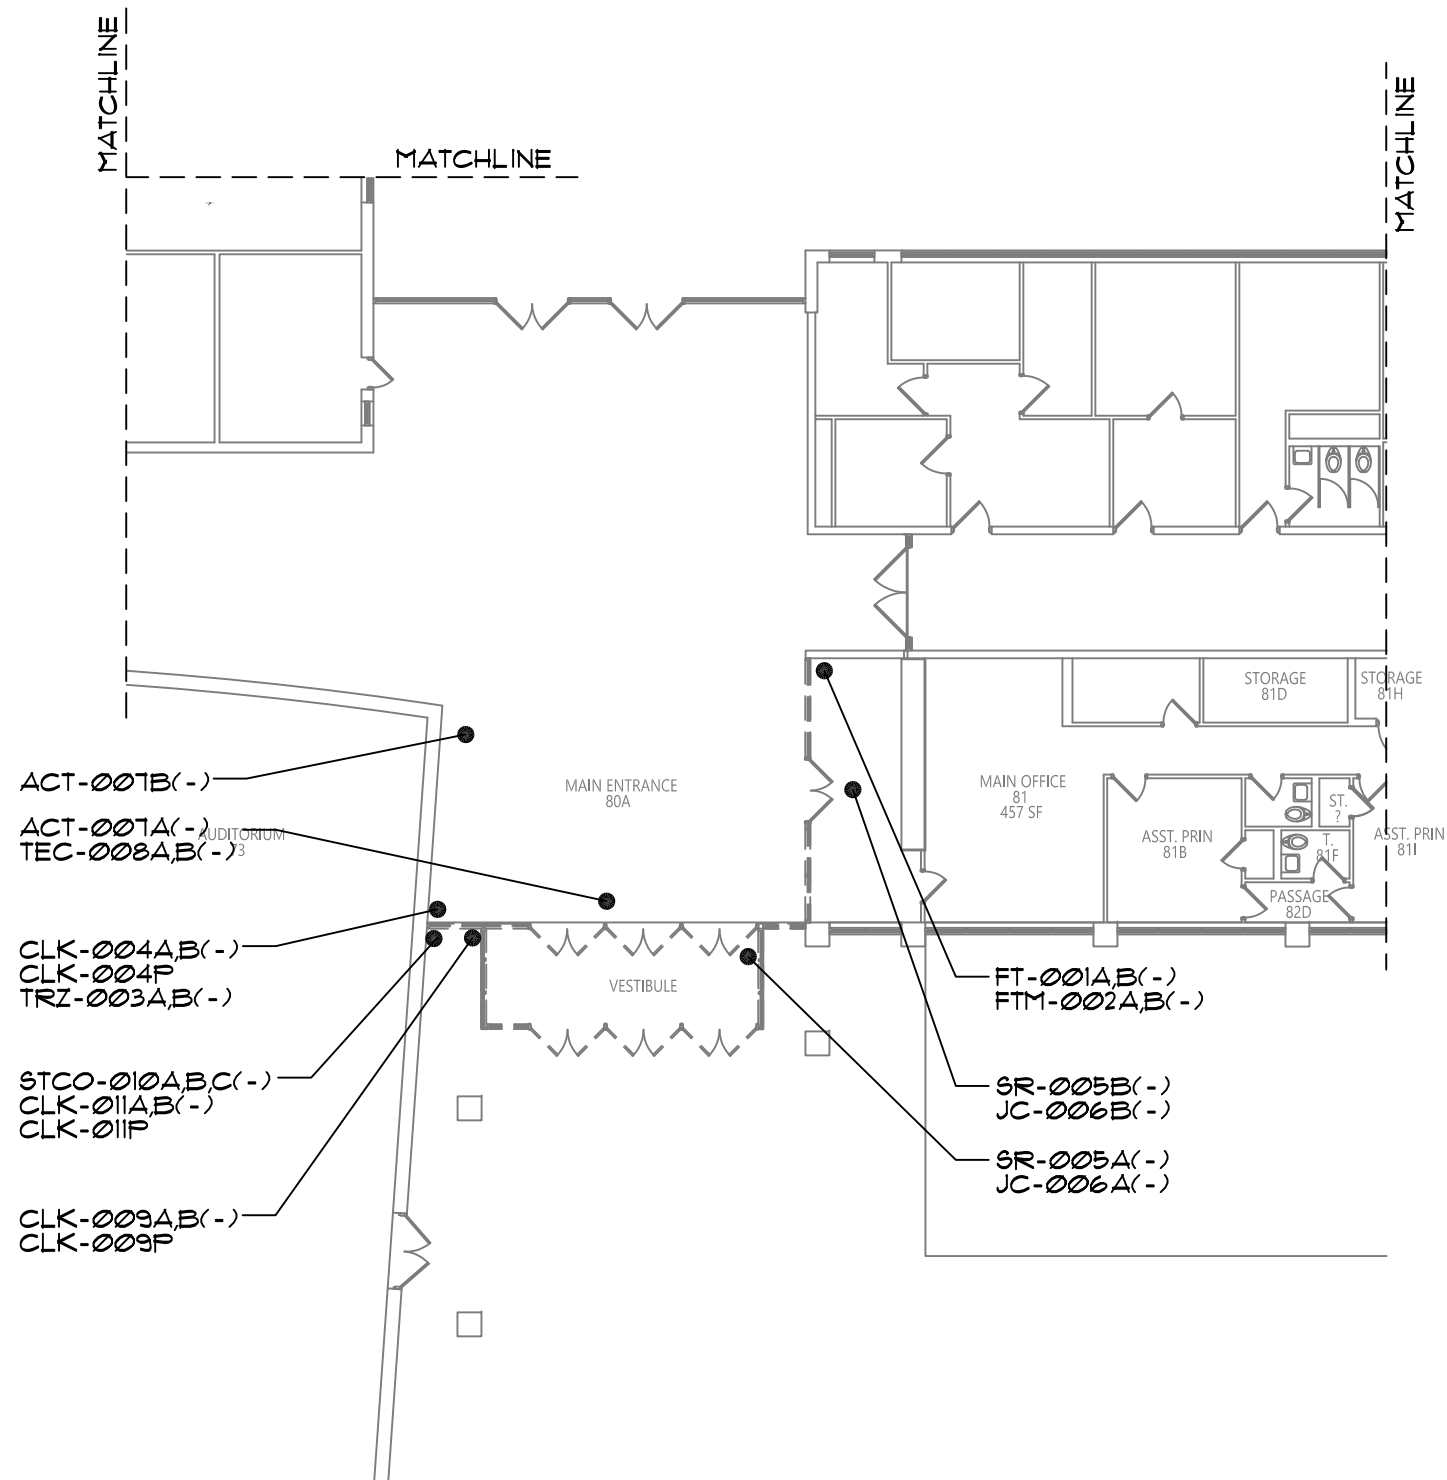 MATCHLINE
MATCHLINE
MATCHLINE
STORAGE
81D
STORAGE
81H
MAIN ENTRANCE
80A
MAIN OFFICE
81
457 SF
ST.
?
ASST. PRIN
81B
T.
81F
ASST. PRIN
81I
PASSAGE
82D
AUDITORIUM
73
VESTIBULE
ACT-007B(-)
ACT-007A(-)
TEC-008A,B(-)
CLK-004A,B(-)
CLK-004P
TRZ-003A,B(-)
STCO-010A,B,C(-)
CLK-011A,B(-)
CLK-011P
CLK-009A,B(-)
CLK-009P
FT-001A,B(-)
FTM-002A,B(-)
SR-005B(-)
JC-006B(-)
SR-005A(-)
JC-006A(-)